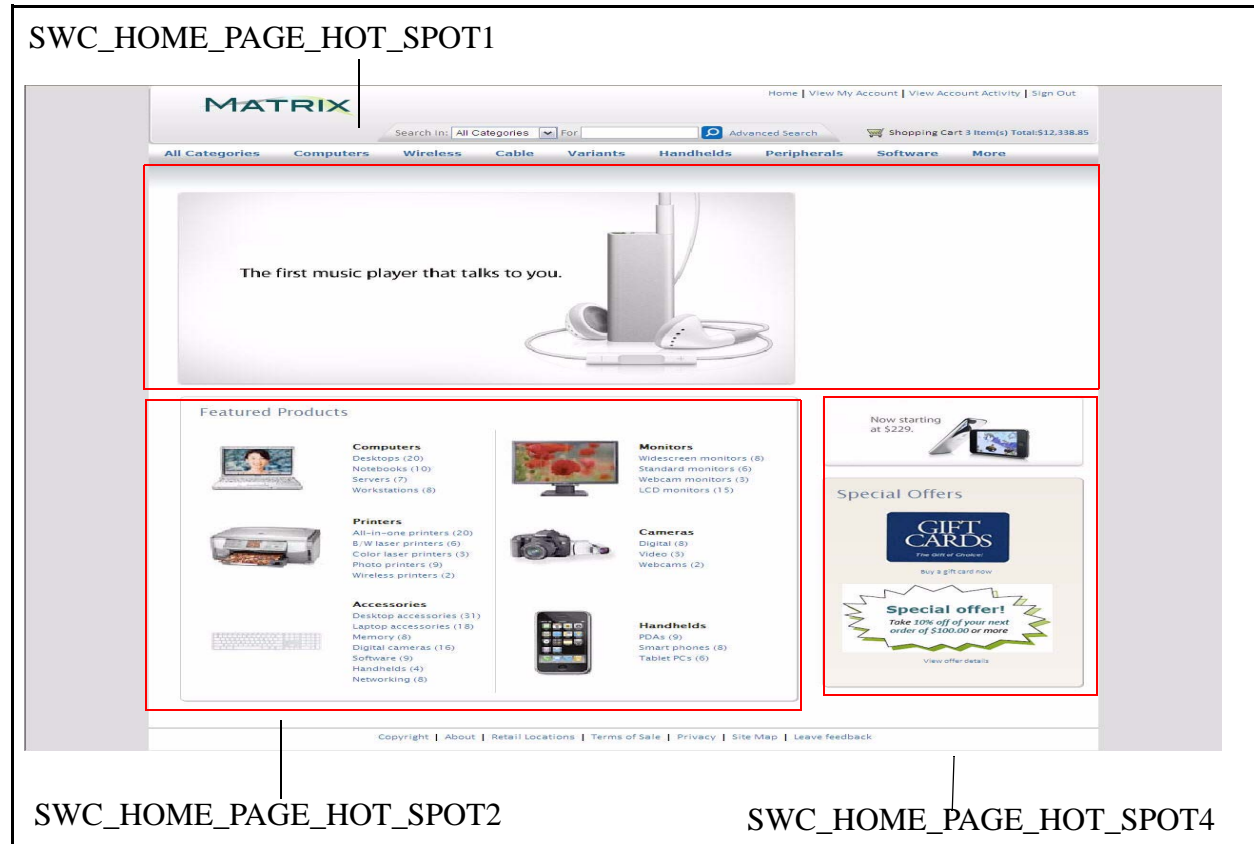 SWC_HOME_PAGE_HOT_SPOT1
Home | View My Account | View Account Activity | Sign Out
MATRIX
Search In: All Categories For Advanced Search
Shopping Cart 3 Item(s) Total:$12,338.85
All Categories Computers Wireless Cable Variants Handhelds Peripherals Software More
The first music player that talks to you.
Featured Products
Computers
Desktops (20)
Notebooks (10)
Servers (7)
Workstations (8)
Monitors
Widescreen monitors (8)
Standard monitors (6)
Webcam monitors (3)
LCD monitors (15)
Printers
All-in-one printers (20)
B/W laser printers (6)
Color laser printers (3)
Photo printers (9)
Wireless printers (2)
Cameras
Digital (8)
Video (3)
Webcams (2)
Accessories
Desktop accessories (31)
Laptop accessories (18)
Memory (8)
Digital cameras (16)
Software (9)
Handhelds (4)
Networking (8)
Handhelds
PDAs (9)
Smart phones (8)
Tablet PCs (6)
Now starting
at $229.
Special Offers
GIFT
CARDS
The Gift of Choice!
Buy a gift card now
Special offer!
Take 10% off of your next
order of $100.00 or more
View offer details
Copyright | About | Retail Locations | Terms of Sale | Privacy | Site Map | Leave feedback
SWC_HOME_PAGE_HOT_SPOT2
SWC_HOME_PAGE_HOT_SPOT4